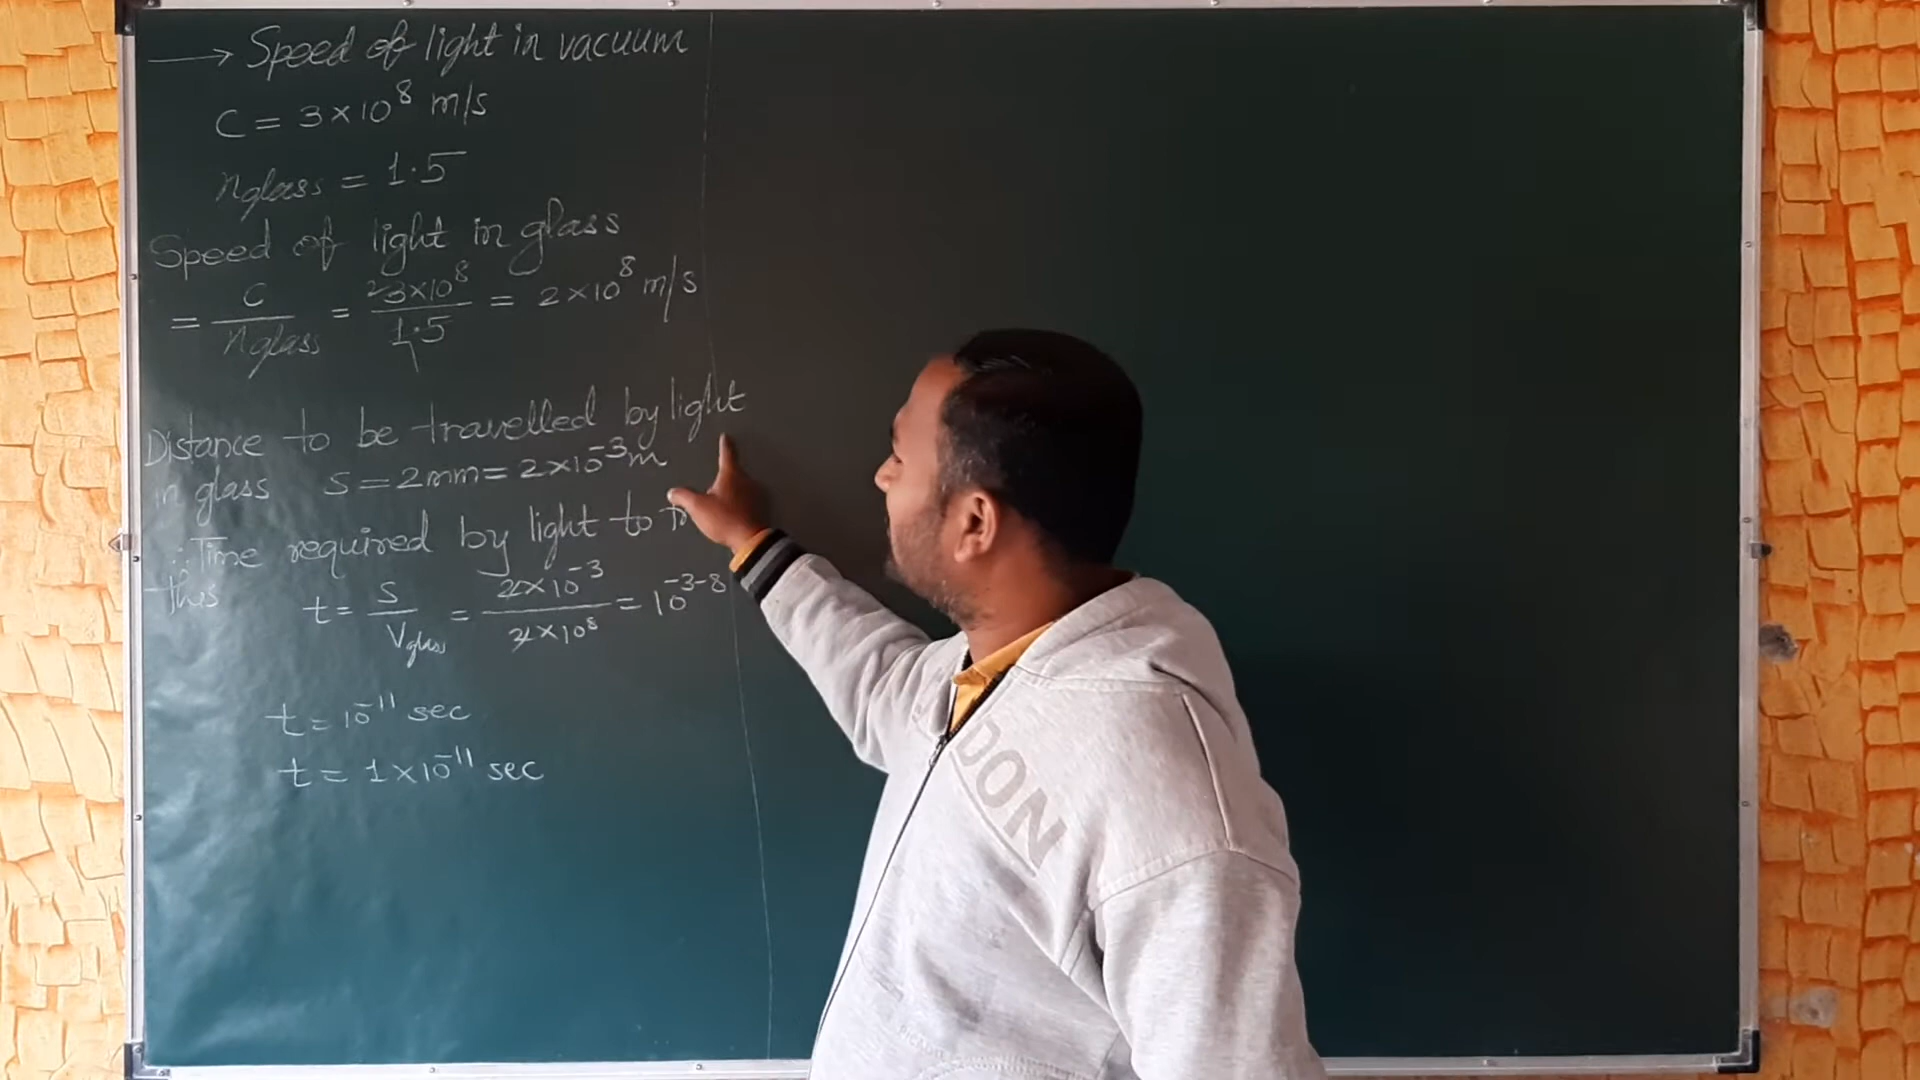 → Speed of light in vacuum
C = 3×10⁸ m/s
nglass = 1.5
Speed of light in glass
= C/nglass = 3×10⁸/1.5 = 2×10⁸ m/s
Distance to be travelled by light
in glass S = 2mm = 2×10⁻³m
∴ Time required by light to
this
t = S/Vglass = 2×10⁻³/2×10⁸ = 10⁻³⁻⁸
t = 10⁻¹¹ sec
t = 1×10⁻¹¹ sec
DON